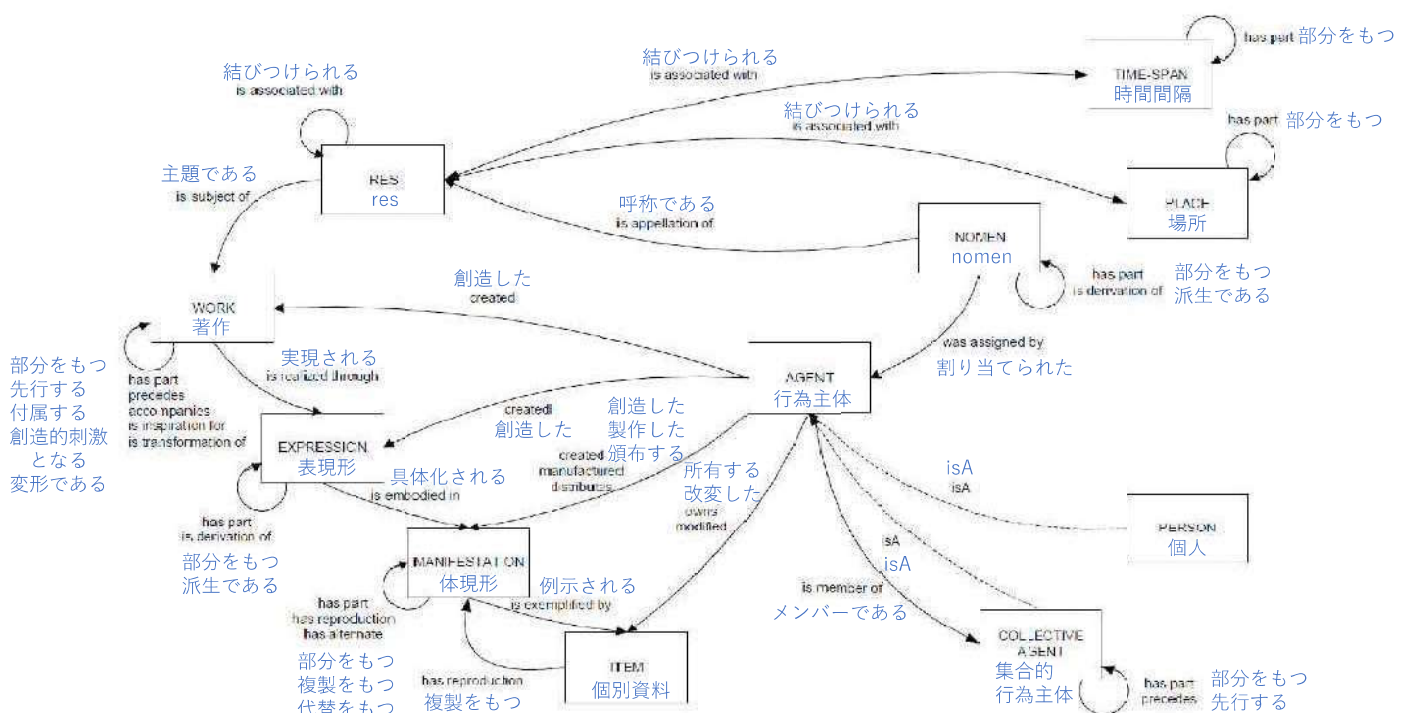 has part 部分をもつ
結びつけられる
is associated with
TIME-SPAN
時間間隔
結びつけられる
is associated with
結びつけられる
is associated with
has part 部分をもつ
主題である
is subject of
RES
res
呼称である
is appellation of
PLACE
場所
NOMEN
nomen
has part
is derivation of
部分をもつ
派生である
創造した
created
WORK
著作
was assigned by
割り当てられた
部分をもつ
先行する
付属する
創造的刺激
となる
変形である
has part
precedes
accompanies
is inspiration for
is transformation of
実現される
is realized through
AGENT
行為主体
created
創造した
創造した
製作した
頒布する
created
manufactured
distributes
EXPRESSION
表現形
具体化される
is embodied in
所有する
改変した
owns
modified
isA
isA
PERSON
個人
has part
is derivation of
部分をもつ
派生である
isA
isA
MANIFESTATION
体現形
例示される
is exemplified by
is member of
メンバーである
has part
has reproduction
has alternate
部分をもつ
複製をもつ
代替をもつ
has reproduction
複製をもつ
ITEM
個別資料
COLLECTIVE
AGENT
集合的
行為主体
has part
precedes
部分をもつ
先行する